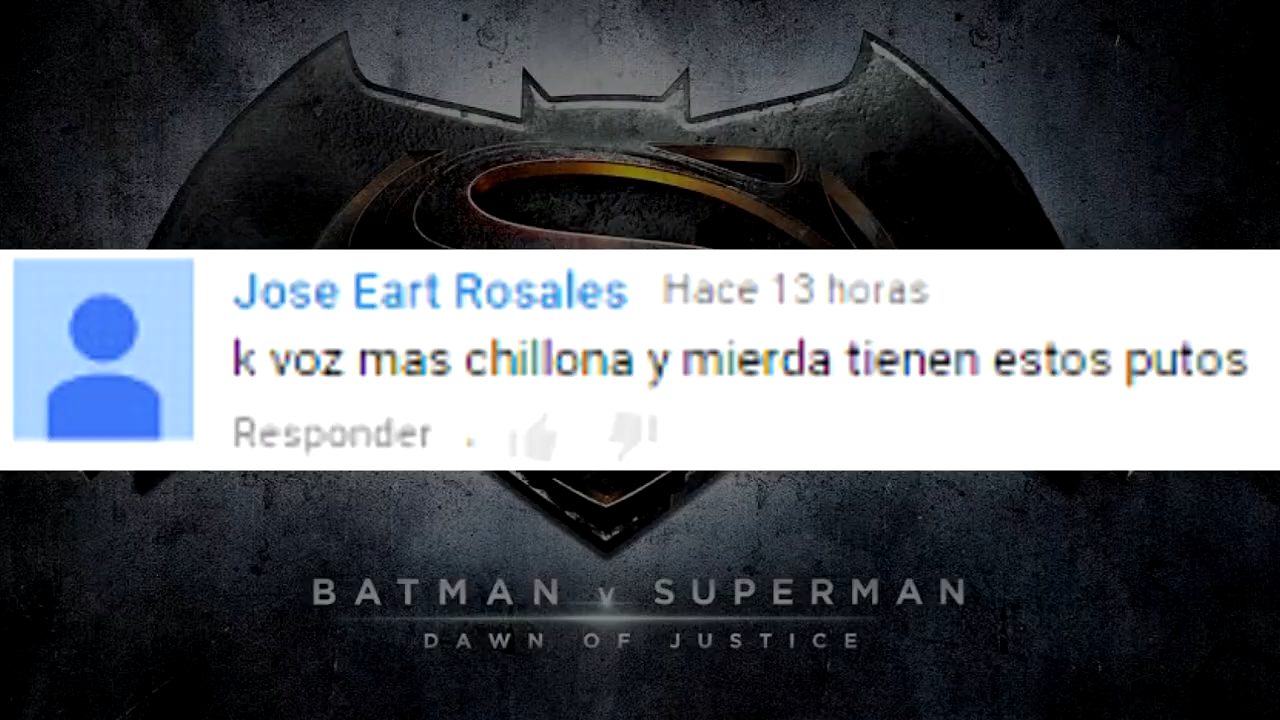 Jose Eart Rosales Hace 13 horas
k voz mas chillona y mierda tienen estos putos
Responder .
BATMAN v SUPERMAN
DAWN OF JUSTICE